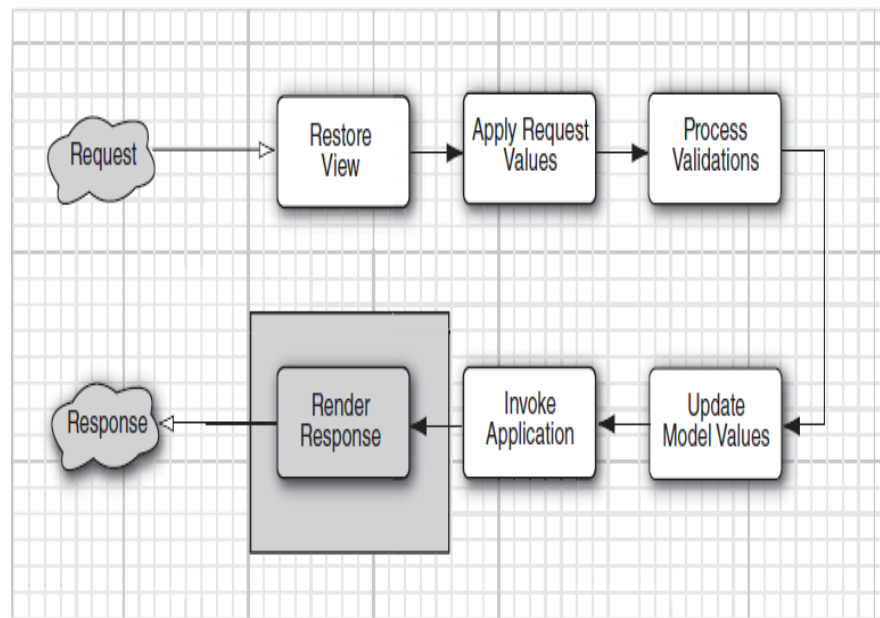 Request
Restore
View
Apply Request
Values
Process
Validations
Response
Render
Response
Invoke
Application
Update
Model Values